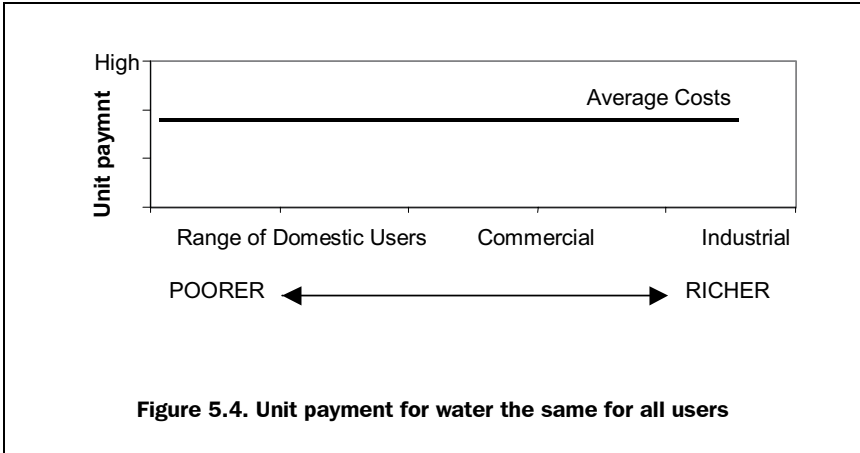 High
Average Costs
Unit paymnt
Range of Domestic Users Commercial Industrial
POORER RICHER
Figure 5.4. Unit payment for water the same for all users